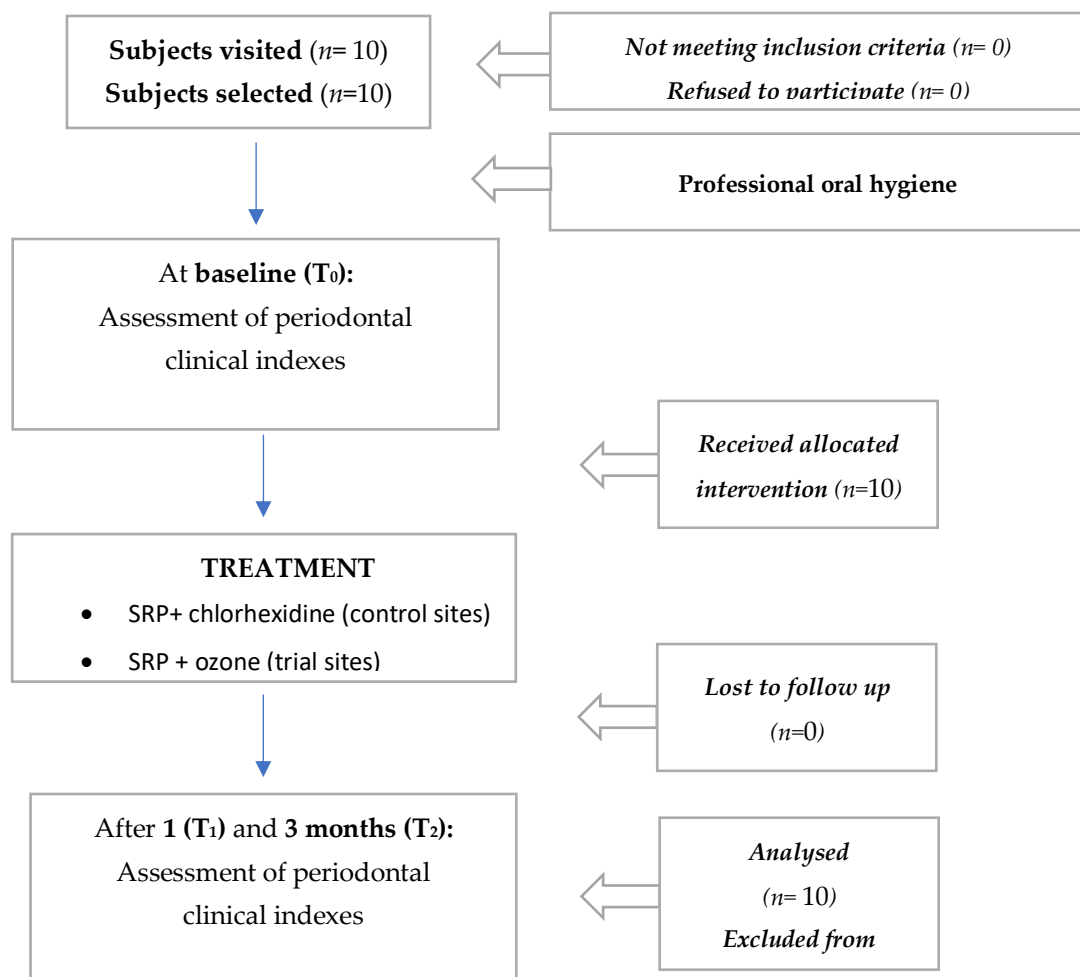 Subjects visited (n= 10)
Subjects selected (n=10)
Not meeting inclusion criteria (n= 0)
Refused to participate (n= 0)
Professional oral hygiene
At baseline (T₀):
Assessment of periodontal
clinical indexes
Received allocated
intervention (n=10)
TREATMENT
• SRP+ chlorhexidine (control sites)
• SRP + ozone (trial sites)
Lost to follow up
(n=0)
After 1 (T₁) and 3 months (T₂):
Assessment of periodontal
clinical indexes
Analysed
(n= 10)
Excluded from